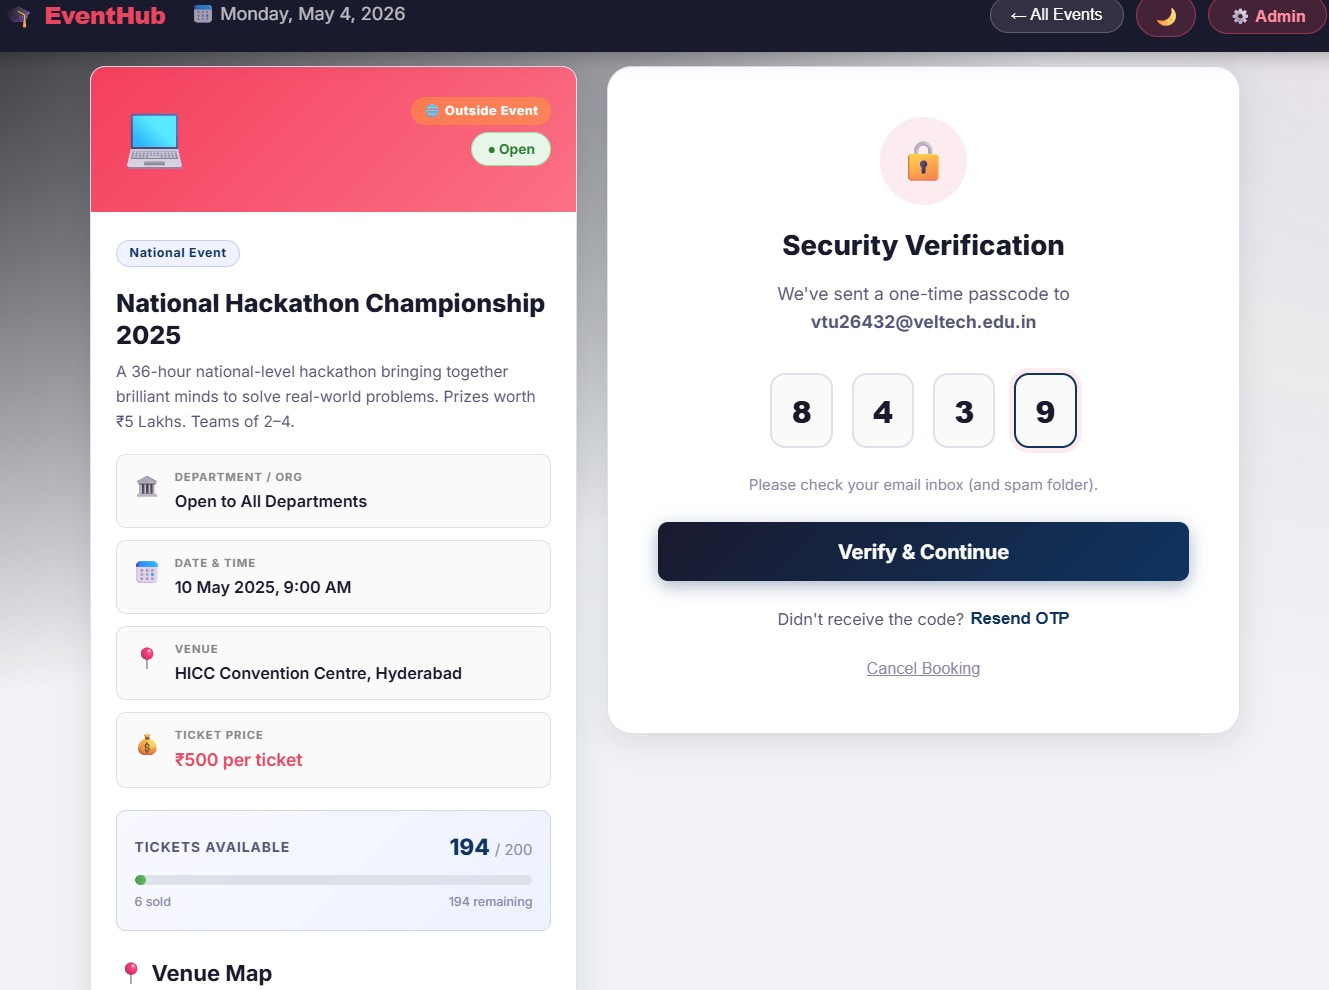 EventHub
Monday, May 4, 2026
← All Events
Admin
Outside Event
● Open
National Event
National Hackathon Championship
2025
A 36-hour national-level hackathon bringing together
brilliant minds to solve real-world problems. Prizes worth
₹5 Lakhs. Teams of 2–4.
DEPARTMENT / ORG
Open to All Departments
DATE & TIME
10 May 2025, 9:00 AM
VENUE
HICC Convention Centre, Hyderabad
TICKET PRICE
₹500 per ticket
TICKETS AVAILABLE
194 / 200
6 sold
194 remaining
Venue Map
Security Verification
We've sent a one-time passcode to
vtu26432@veltech.edu.in
8 4 3 9
Please check your email inbox (and spam folder).
Verify & Continue
Didn't receive the code? Resend OTP
Cancel Booking